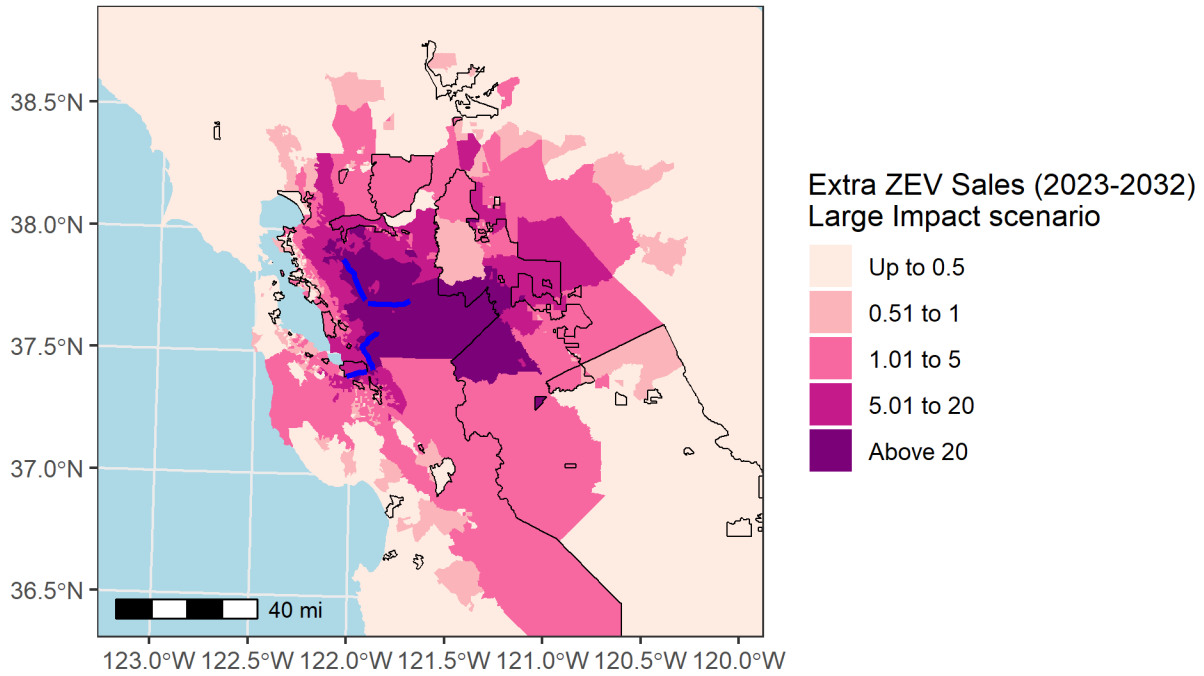 Extra ZEV Sales (2023-2032)
Large Impact scenario
Up to 0.5
0.51 to 1
1.01 to 5
5.01 to 20
Above 20
38.5°N
38.0°N
37.5°N
37.0°N
36.5°N
40 mi
123.0°W 122.5°W 122.0°W 121.5°W 121.0°W 120.5°W 120.0°W